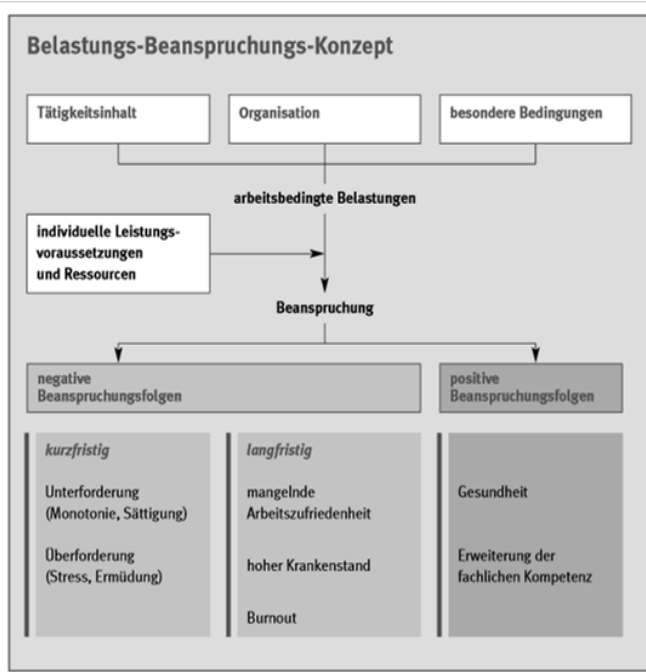 Belastungs-Beanspruchungs-Konzept
Tätigkeitsinhalt
Organisation
besondere Bedingungen
arbeitsbedingte Belastungen
individuelle Leistungs-
voraussetzungen
und Ressourcen
Beanspruchung
negative
Beanspruchungsfolgen
positive
Beanspruchungsfolgen
kurzfristig
Unterforderung
(Monotonie, Sättigung)
Überforderung
(Stress, Ermüdung)
langfristig
mangelnde
Arbeitszufriedenheit
hoher Krankenstand
Burnout
Gesundheit
Erweiterung der
fachlichen Kompetenz